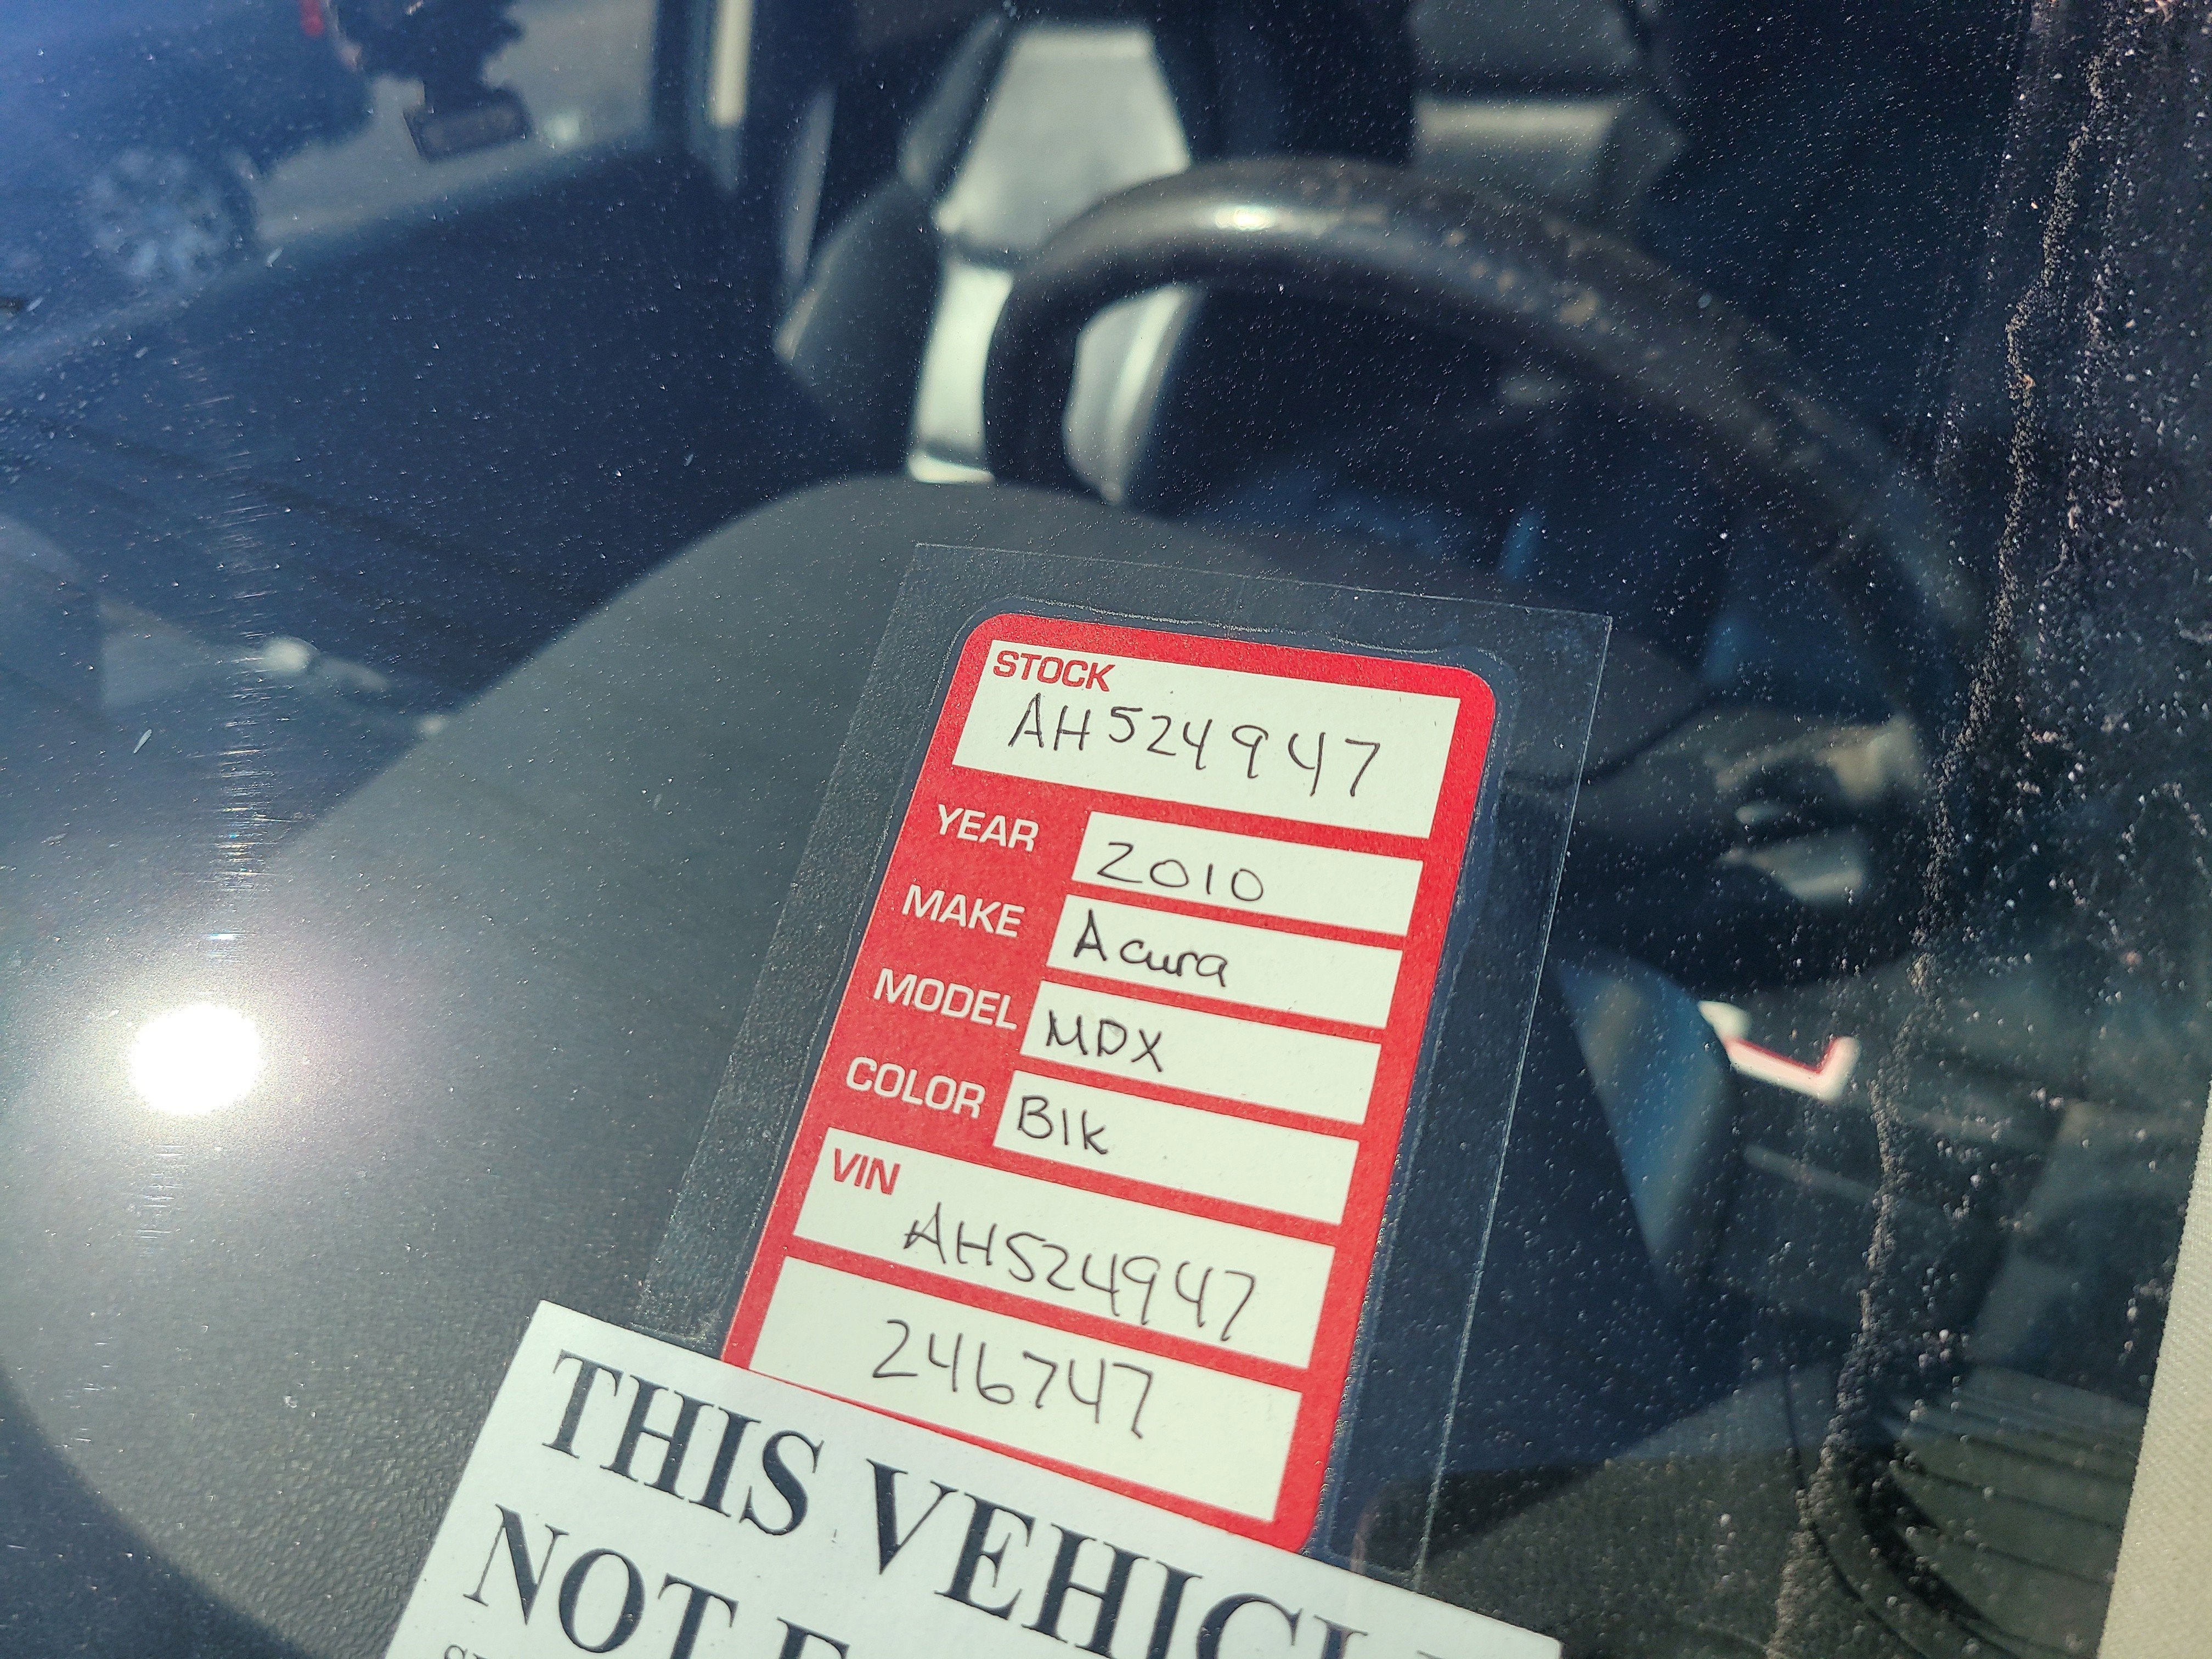 STOCK
AH524947
YEAR 2010
MAKE Acura
MODEL MDX
COLOR Blk
VIN
AH524947
246747
THIS VEHICL
NOT